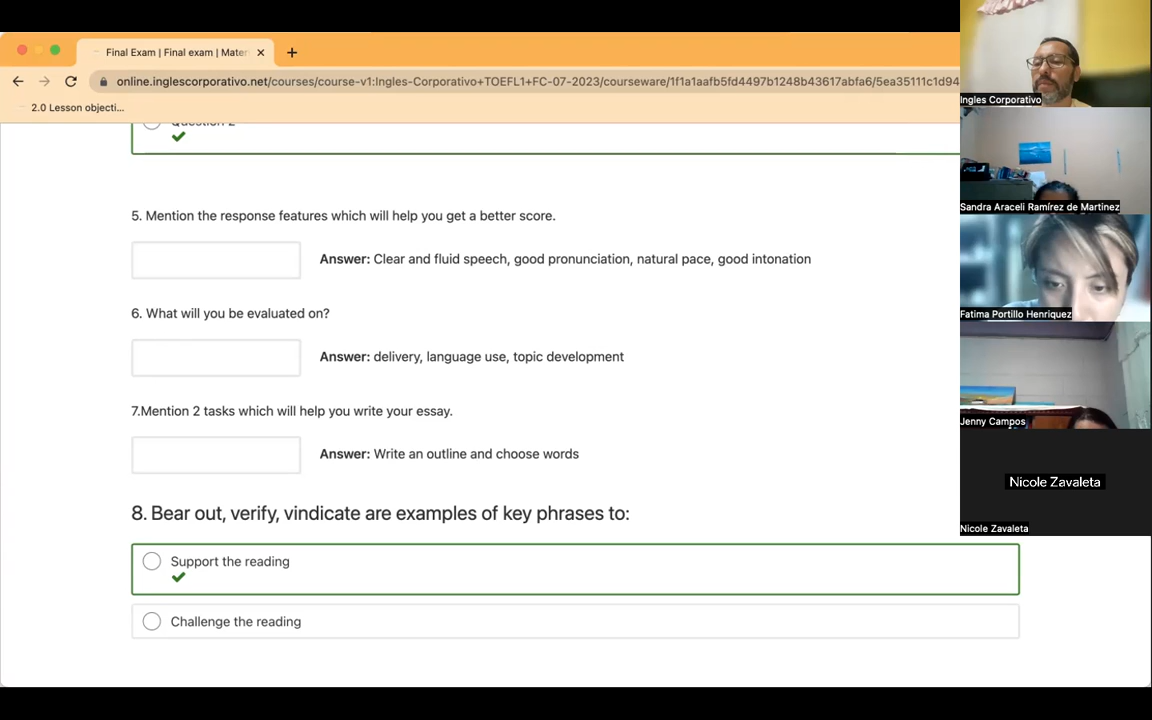 Final Exam | Final exam | Mater
online.inglescorporativo.net/courses/course-v1:Ingles-Corporativo+TOEFL1+FC-07-2023/courseware/1f1a1aafb5fd4497b1248b43617abfa6/5ea35111c1d94
2.0 Lesson objecti...
Question 2
5. Mention the response features which will help you get a better score.
Answer: Clear and fluid speech, good pronunciation, natural pace, good intonation
6. What will you be evaluated on?
Answer: delivery, language use, topic development
7.Mention 2 tasks which will help you write your essay.
Answer: Write an outline and choose words
8. Bear out, verify, vindicate are examples of key phrases to:
Support the reading
Challenge the reading
Ingles Corporativo
Sandra Araceli Ramírez de Martinez
Fatima Portillo Henriquez
Jenny Campos
Nicole Zavaleta
Nicole Zavaleta